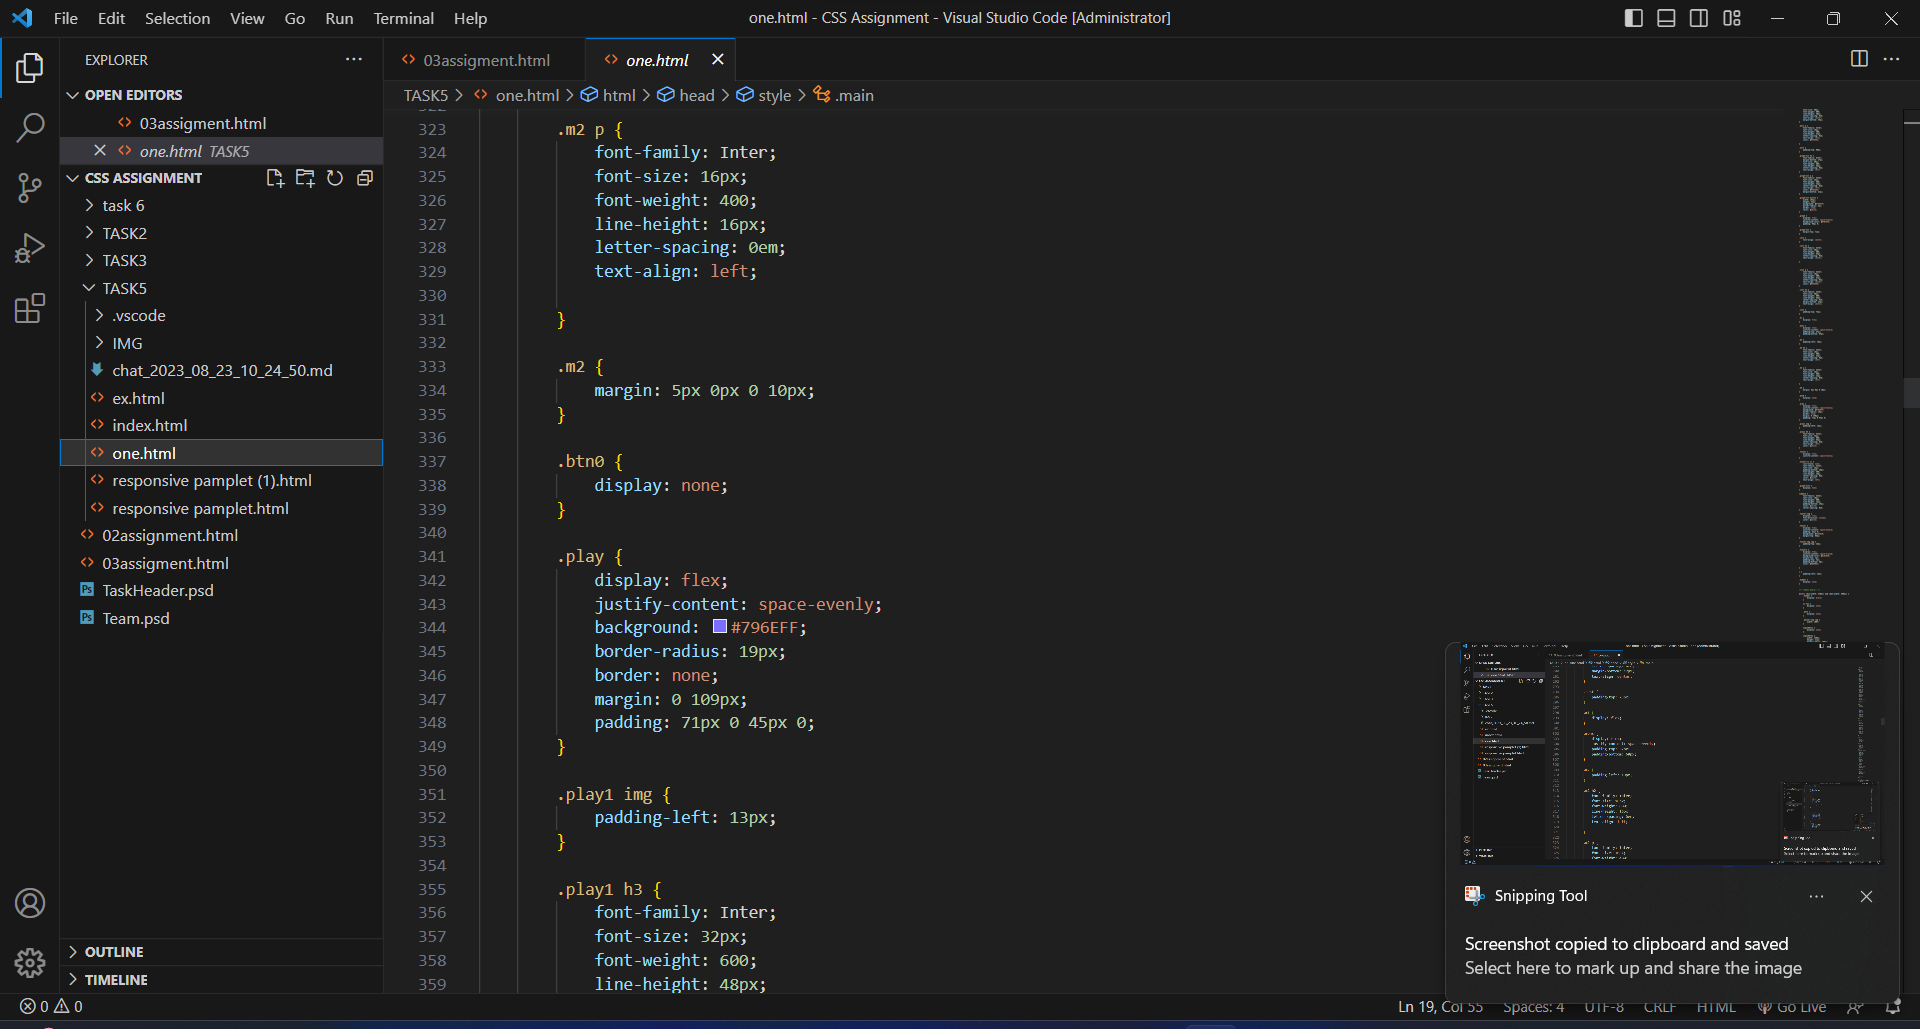 File Edit Selection View Go Run Terminal Help
one.html - CSS Assignment - Visual Studio Code [Administrator]
EXPLORER
OPEN EDITORS
03assigment.html
one.html TASK5
CSS ASSIGNMENT
task 6
TASK2
TASK3
TASK5
.vscode
IMG
chat_2023_08_23_10_24_50.md
ex.html
index.html
one.html
responsive pamplet (1).html
responsive pamplet.html
02assignment.html
03assigment.html
TaskHeader.psd
Team.psd
OUTLINE
TIMELINE
03assigment.html one.html
TASK5 > one.html > html > head > style > .main
323 .m2 p {
324 font-family: Inter;
325 font-size: 16px;
326 font-weight: 400;
327 line-height: 16px;
328 letter-spacing: 0em;
329 text-align: left;
330
331 }
332
333 .m2 {
334 margin: 5px 0px 0 10px;
335 }
336
337 .btn0 {
338 display: none;
339 }
340
341 .play {
342 display: flex;
343 justify-content: space-evenly;
344 background: #796EFF;
345 border-radius: 19px;
346 border: none;
347 margin: 0 109px;
348 padding: 71px 0 45px 0;
349 }
350
351 .play1 img {
352 padding-left: 13px;
353 }
354
355 .play1 h3 {
356 font-family: Inter;
357 font-size: 32px;
358 font-weight: 600;
359 line-height: 48px;
Snipping Tool
Screenshot copied to clipboard and saved
Select here to mark up and share the image
0 0
Ln 19, Col 55 Spaces: 4 UTF-8 CRLF HTML Go Live